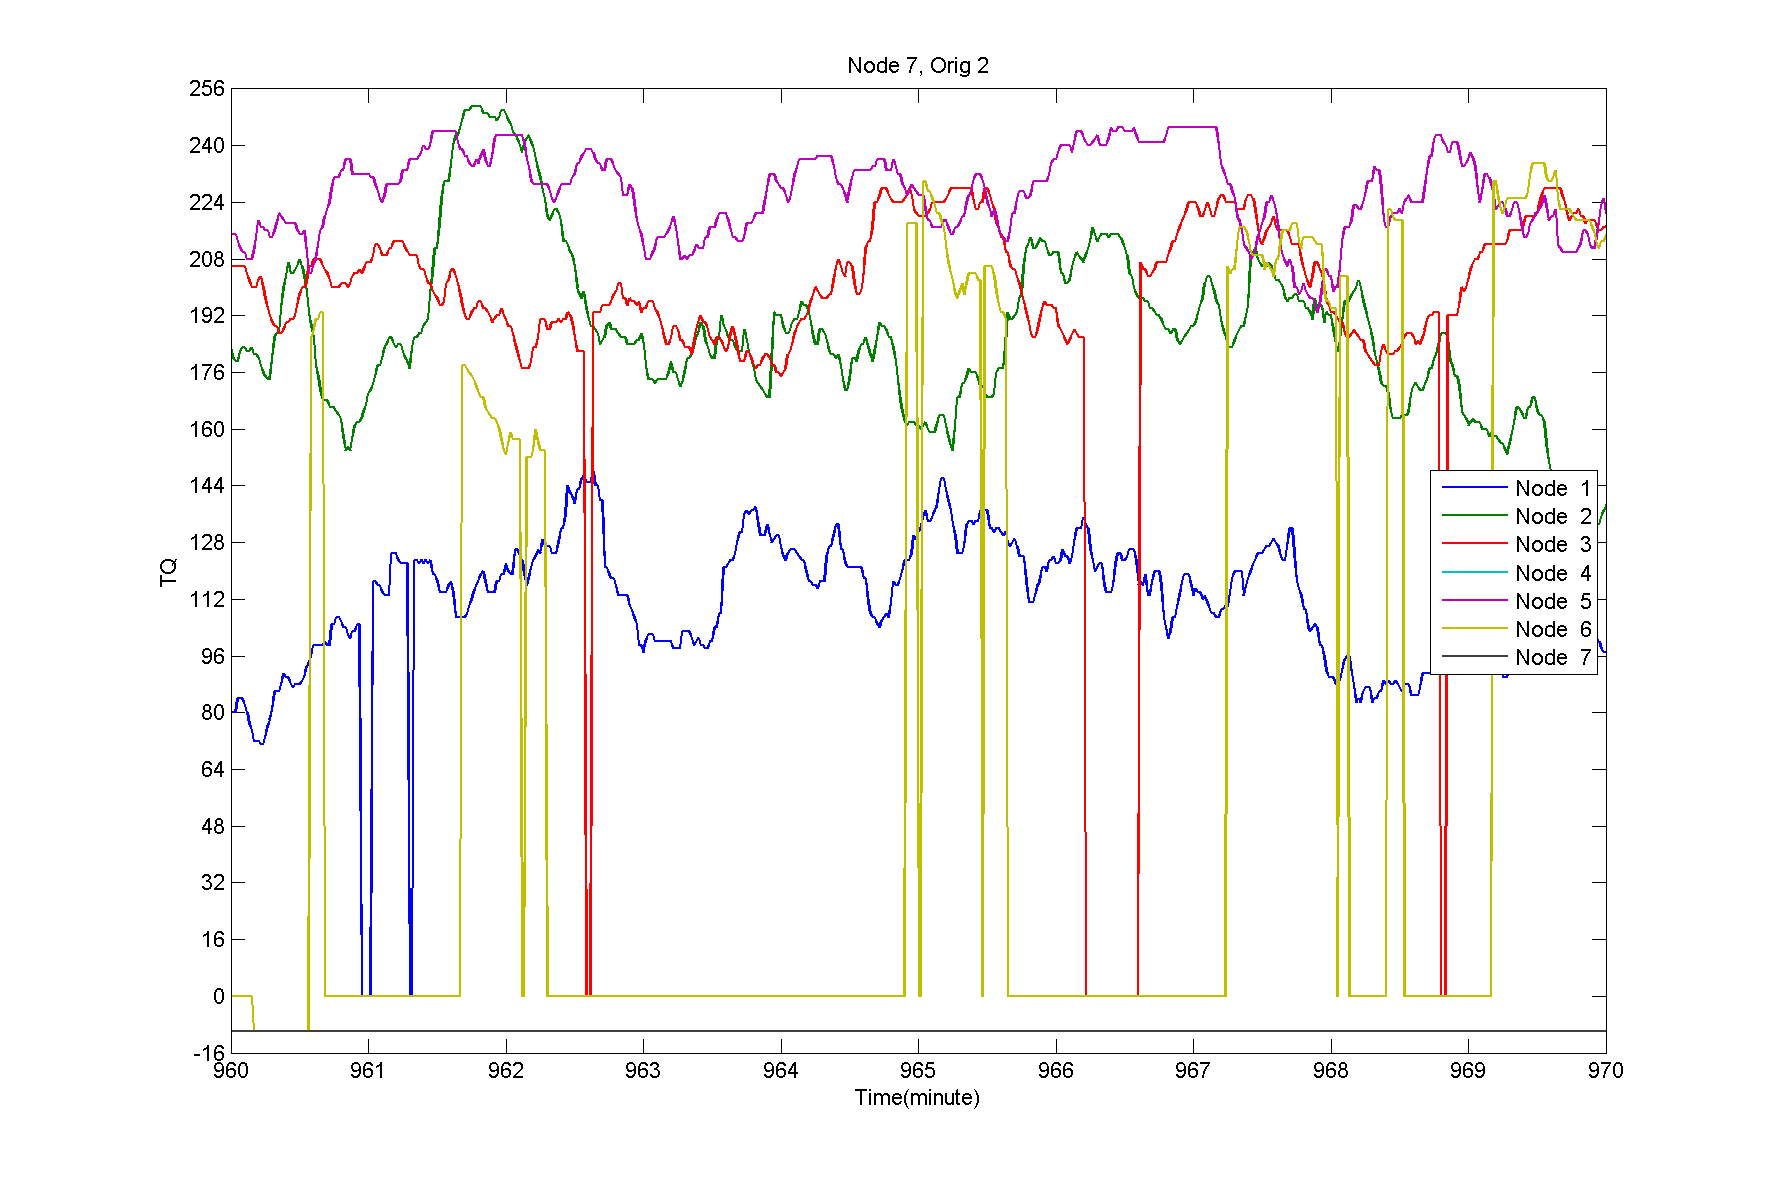 Node 7, Orig 2
256
240
224
208
192
176
160
144
128
112
96
80
64
48
32
16
0
-16
TQ
Node 1
Node 2
Node 3
Node 4
Node 5
Node 6
Node 7
960 961 962 963 964 965 966 967 968 969 970
Time(minute)